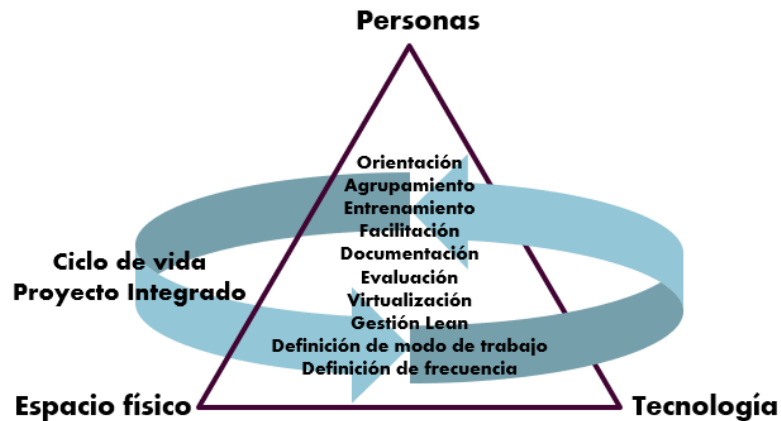 Personas
Orientación
Agrupamiento
Entrenamiento
Facilitación
Documentación
Evaluación
Virtualización
Gestión Lean
Definición de modo de trabajo
Definición de frecuencia
Ciclo de vida
Proyecto Integrado
Espacio físico
Tecnología